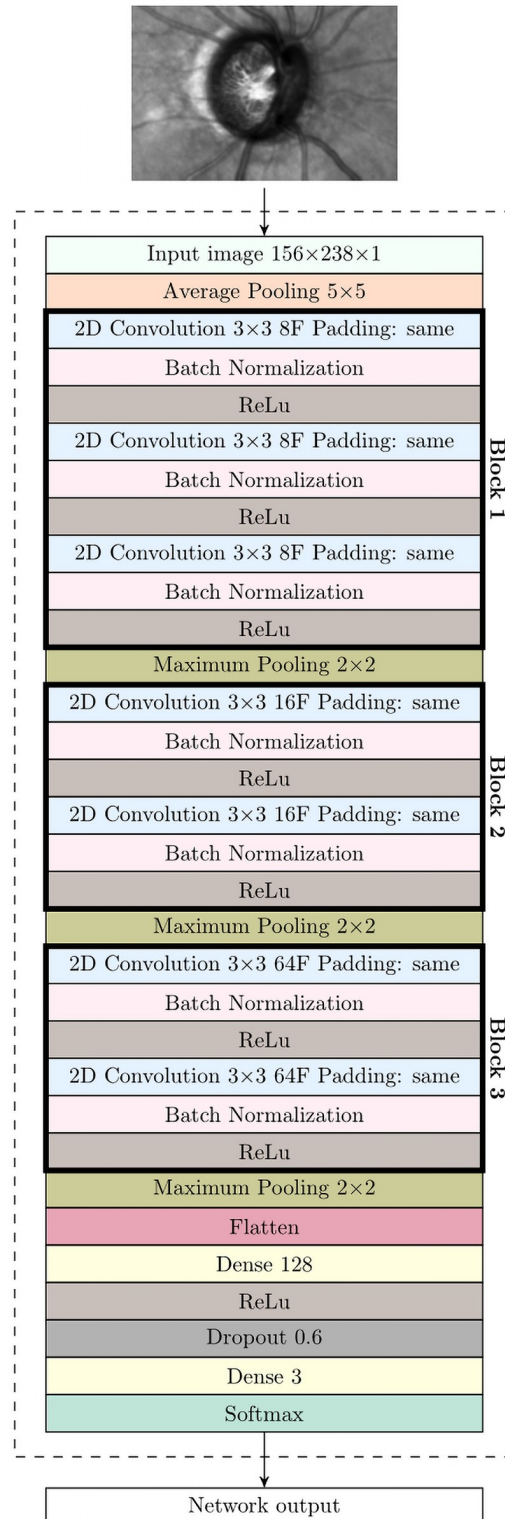 Input image 156×238×1
Average Pooling 5×5
2D Convolution 3×3 8F Padding: same
Batch Normalization
ReLu
2D Convolution 3×3 8F Padding: same
Batch Normalization
ReLu
2D Convolution 3×3 8F Padding: same
Batch Normalization
ReLu
Block 1
Maximum Pooling 2×2
2D Convolution 3×3 16F Padding: same
Batch Normalization
ReLu
2D Convolution 3×3 16F Padding: same
Batch Normalization
ReLu
Block 2
Maximum Pooling 2×2
2D Convolution 3×3 64F Padding: same
Batch Normalization
ReLu
2D Convolution 3×3 64F Padding: same
Batch Normalization
ReLu
Block 3
Maximum Pooling 2×2
Flatten
Dense 128
ReLu
Dropout 0.6
Dense 3
Softmax
Network output